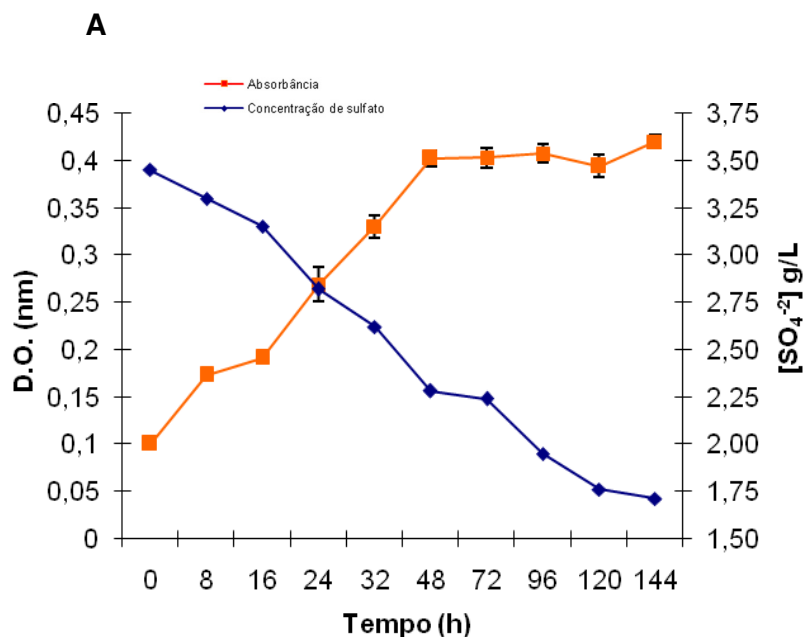 A
Absorbância
Concentração de sulfato
0,45
0,4
0,35
0,3
0,25
0,2
0,15
0,1
0,05
0
D.O. (nm)
3,75
3,50
3,25
3,00
2,75
2,50
2,25
2,00
1,75
1,50
[SO₄⁻²] g/L
0 8 16 24 32 48 72 96 120 144
Tempo (h)